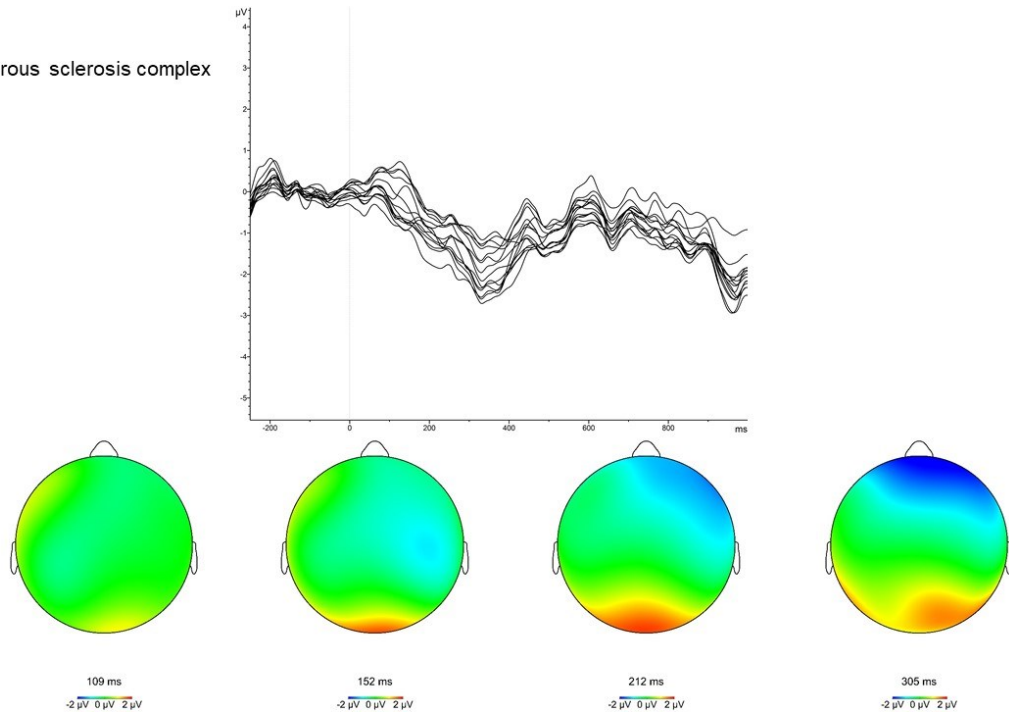 µV
4
rous sclerosis complex
3
2
1
0
-1
-2
-3
-4
-5
-200 0 200 400 600 800 ms
109 ms 152 ms 212 ms 305 ms
-2 µV 0 µV 2 µV -2 µV 0 µV 2 µV -2 µV 0 µV 2 µV -2 µV 0 µV 2 µV